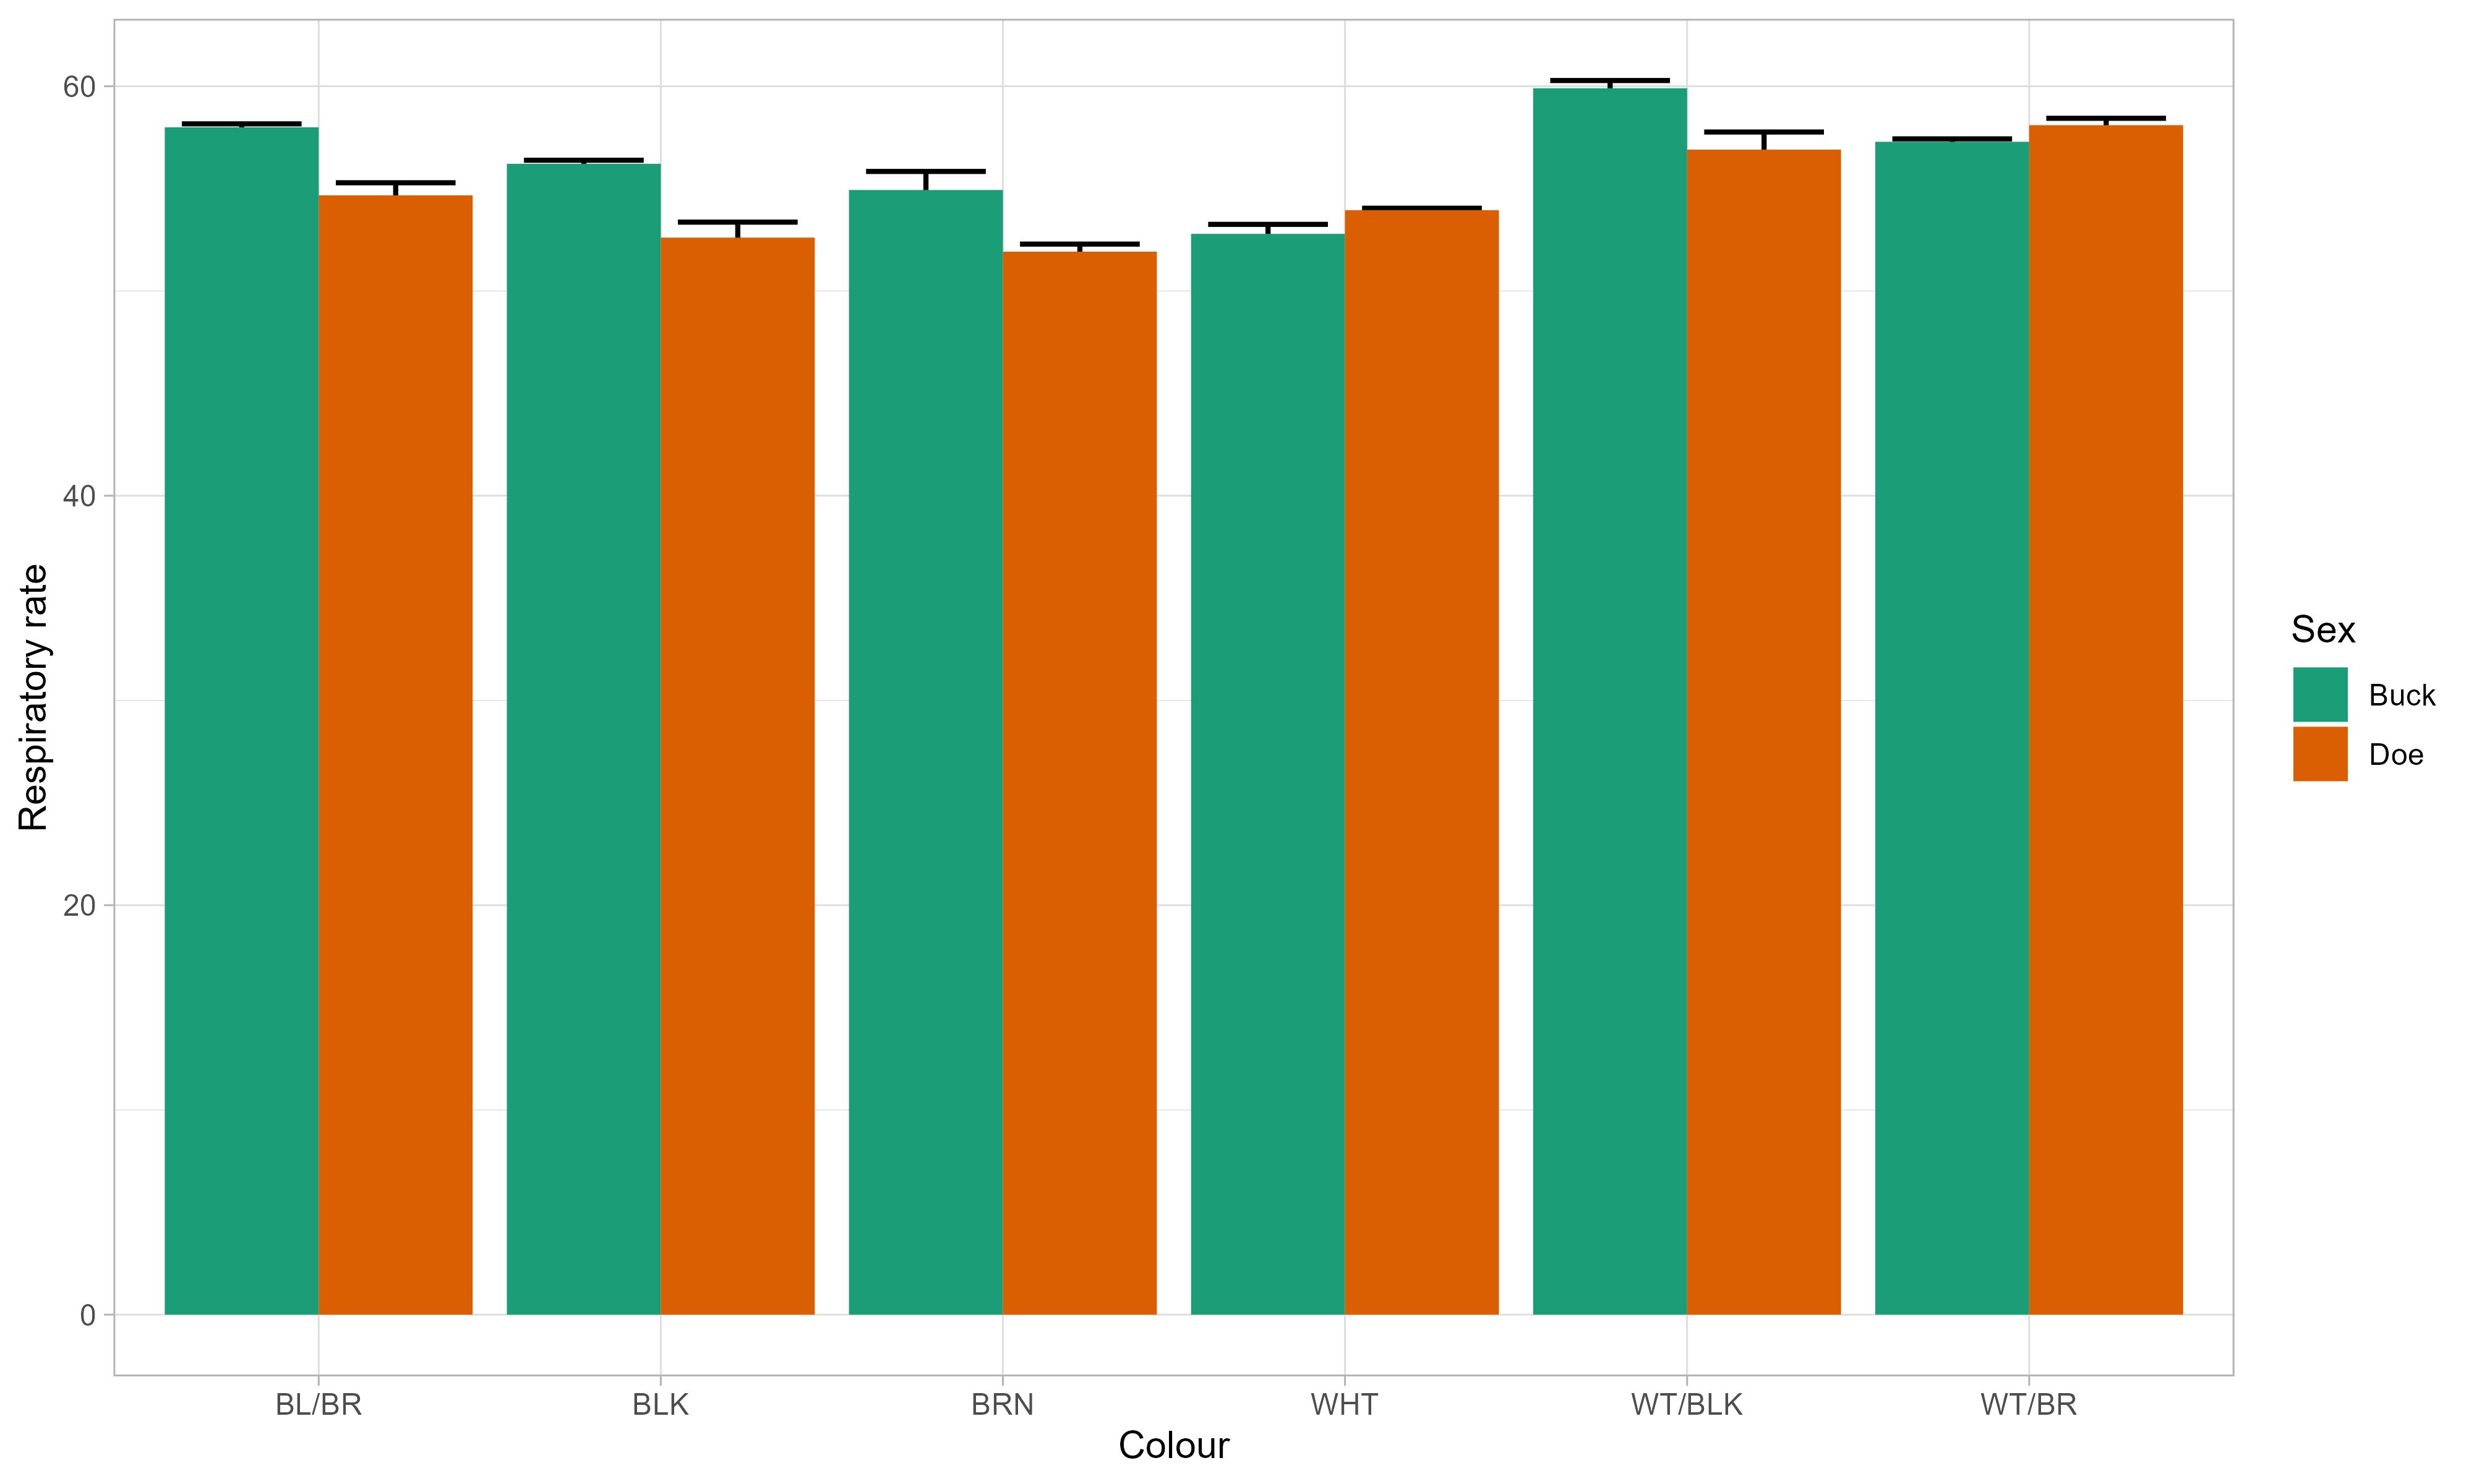 60
40
20
0
Respiratory rate
BL/BR BLK BRN WHT WT/BLK WT/BR
Colour
Sex
Buck
Doe